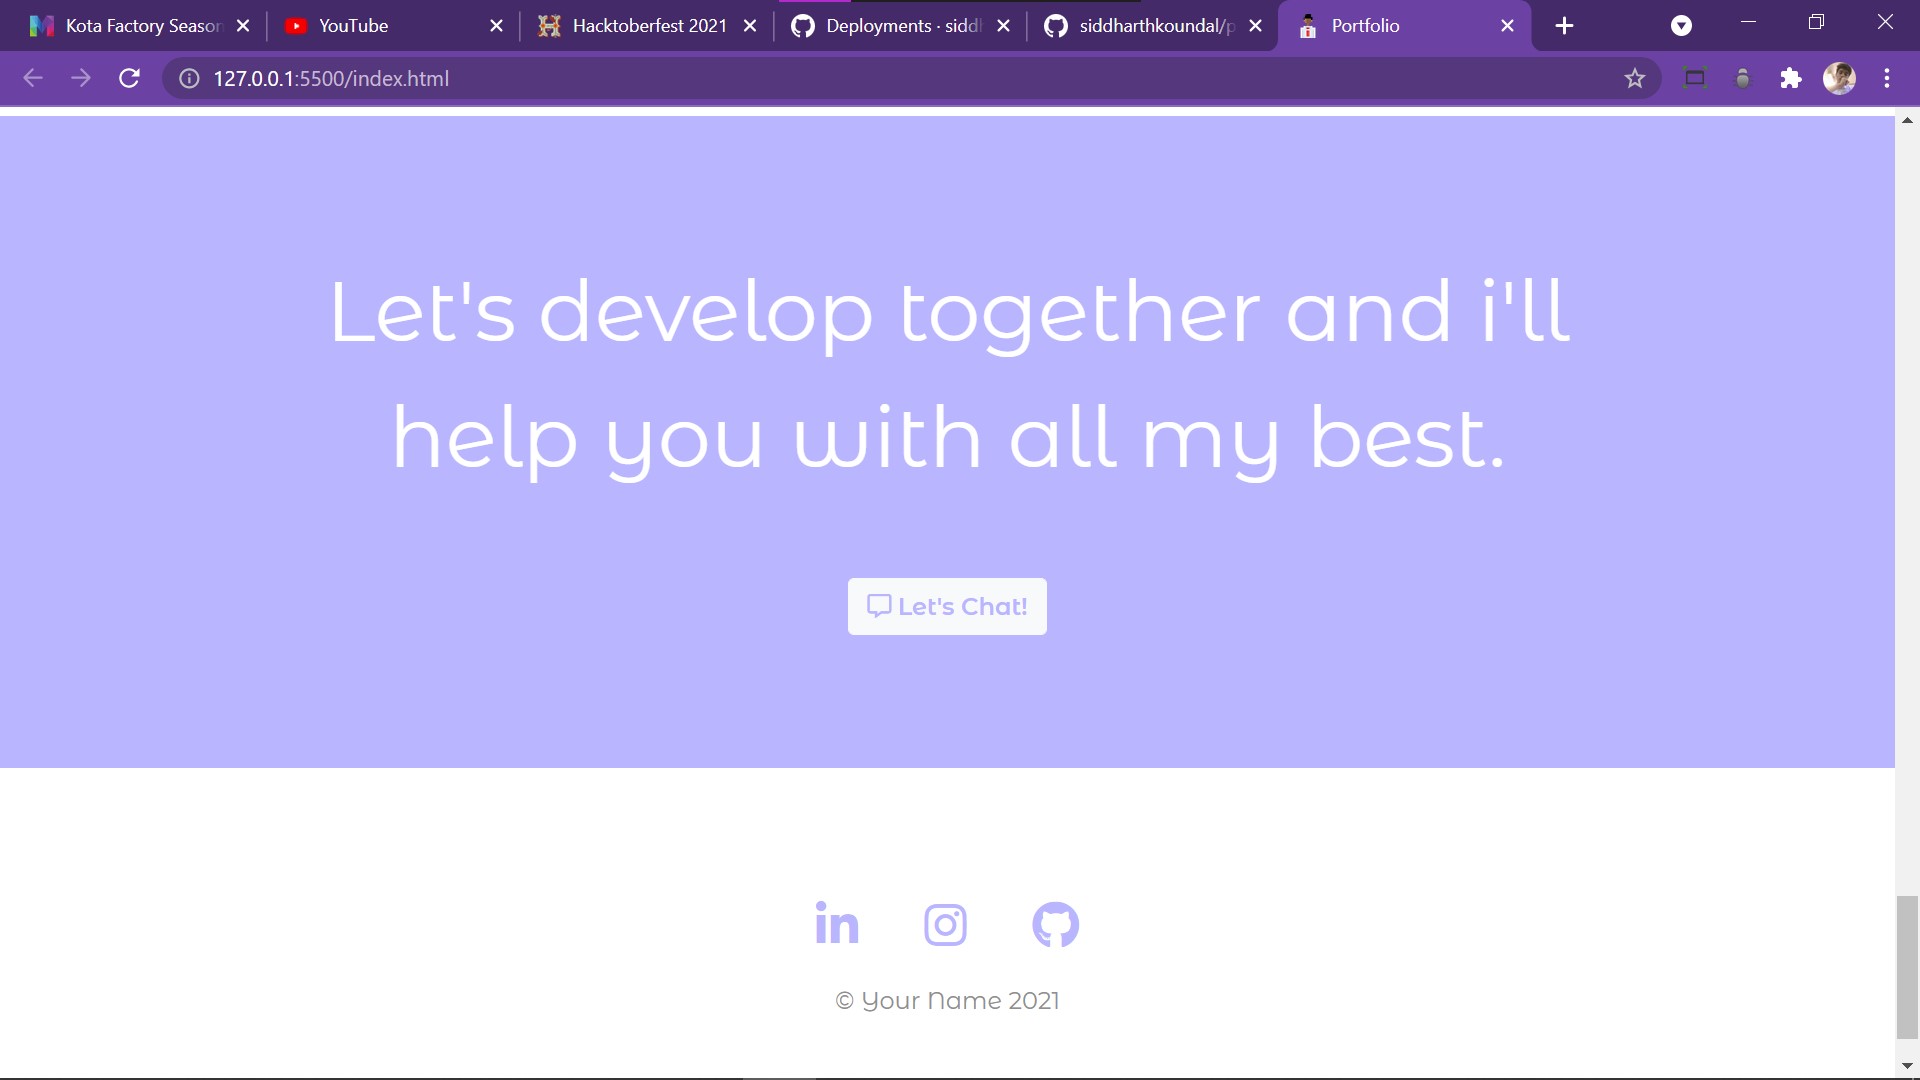 Kota Factory Season
YouTube
Hacktoberfest 2021
Deployments · siddh
siddharthkoundal/p
Portfolio
127.0.0.1:5500/index.html
Let's develop together and i'll
help you with all my best.
Let's Chat!
in
© Your Name 2021